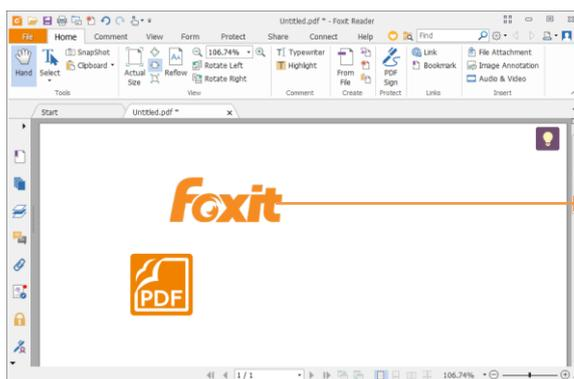 Untitled.pdf * - Foxit Reader
File Home Comment View Form Protect Share Connect Help Find
Hand
Select
SnapShot
Clipboard
Tools
Actual Size
Reflow
106.74%
Rotate Left
Rotate Right
View
Typewriter
Highlight
Comment
From File
Create
PDF Sign
Protect
Link
Bookmark
Links
File Attachment
Image Annotation
Audio & Video
Insert
Start Untitled.pdf *
foxit
PDF
1 / 1 106.74%